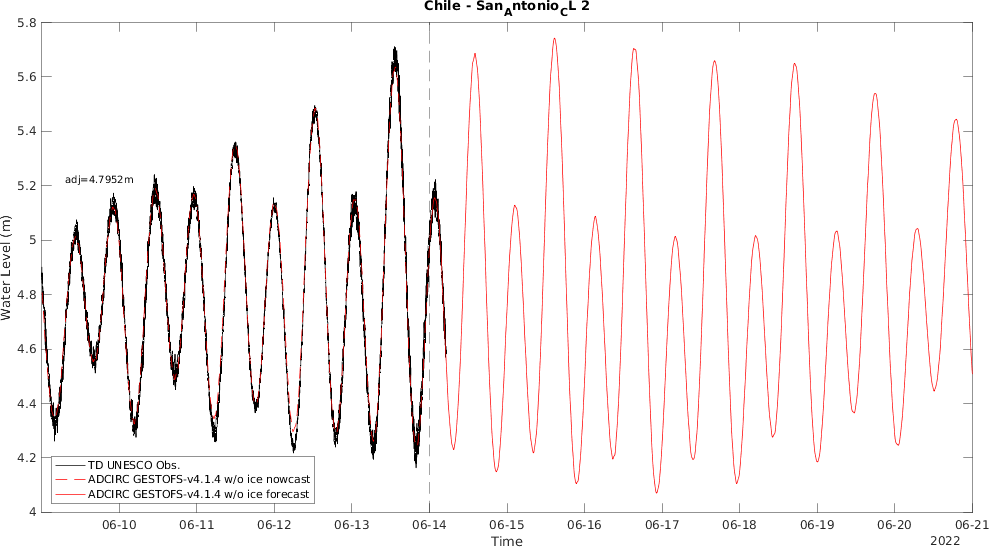 Chile - San_Antonio_CL 2
5.8
5.6
5.4
5.2
5
4.8
4.6
4.4
4.2
4
Water Level (m)
adj=4.7952m
TD UNESCO Obs.
ADCIRC GESTOFS-v4.1.4 w/o ice nowcast
ADCIRC GESTOFS-v4.1.4 w/o ice forecast
06-10 06-11 06-12 06-13 06-14 06-15 06-16 06-17 06-18 06-19 06-20 06-21
Time
2022